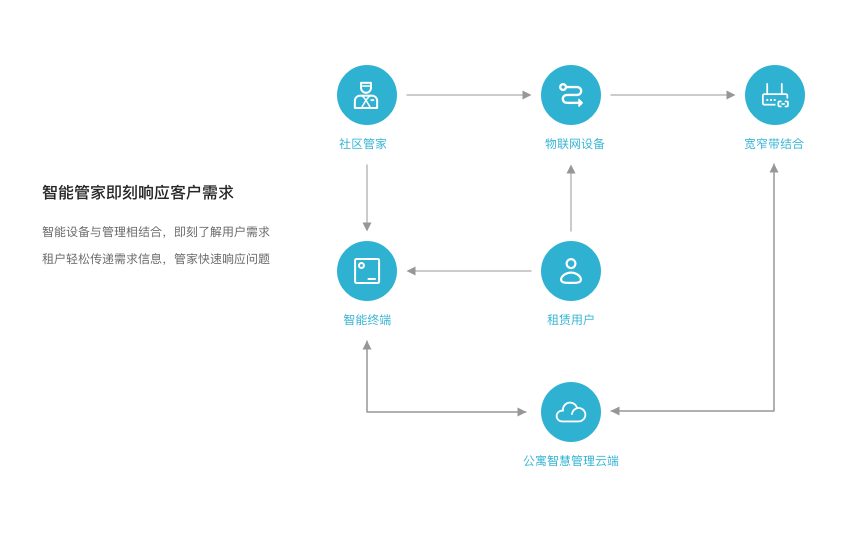 社区管家
物联网设备
宽窄带结合
智能管家即刻响应客户需求
智能设备与管理相结合，即刻了解用户需求
租户轻松传递需求信息，管家快速响应问题
智能终端
租赁用户
公寓智慧管理云端